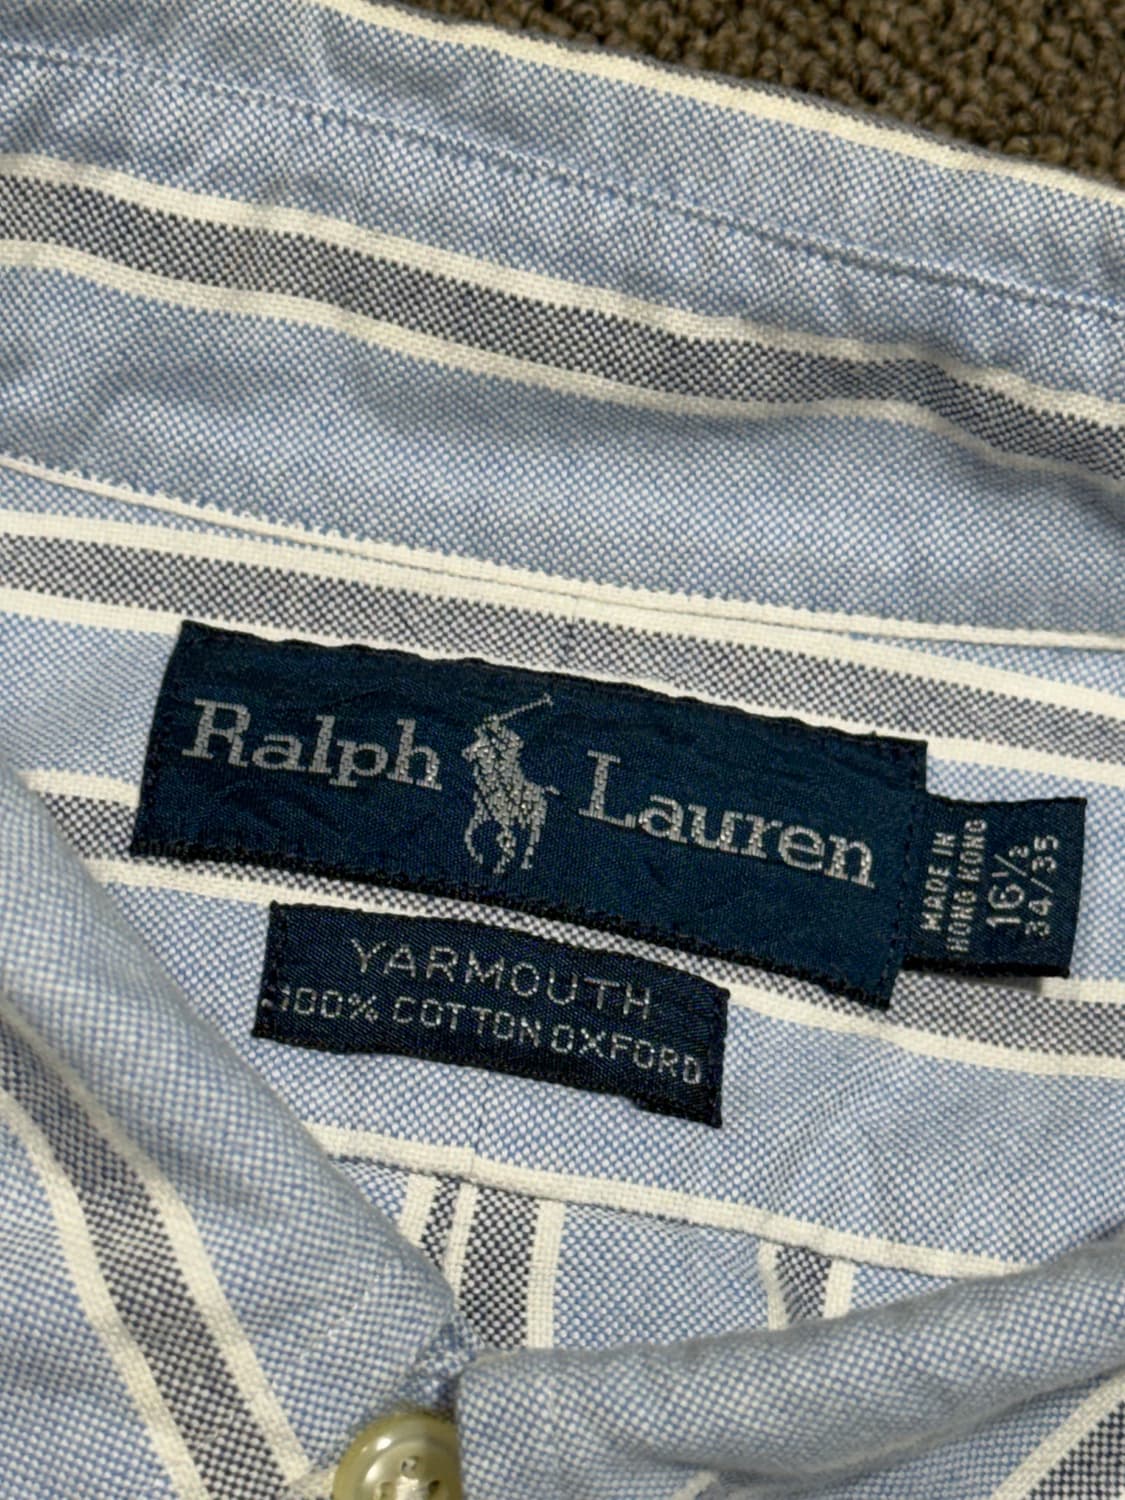 Ralph Lauren
MADE IN
HONG KONG
16½
34/35
YARMOUTH
100% COTTON OXFORD